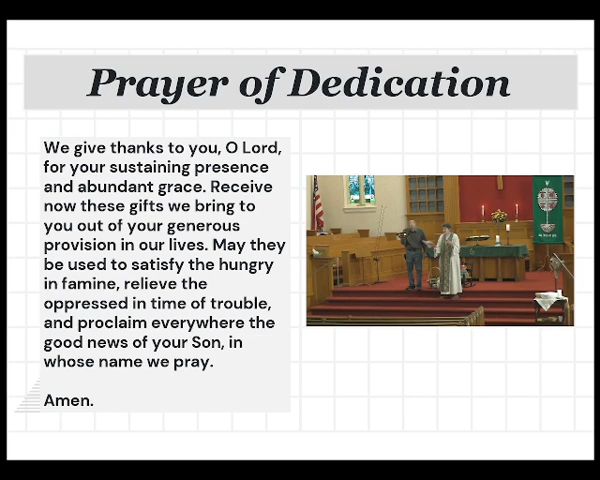 Prayer of Dedication
We give thanks to you, O Lord,
for your sustaining presence
and abundant grace. Receive
now these gifts we bring to
you out of your generous
provision in our lives. May they
be used to satisfy the hungry
in famine, relieve the
oppressed in time of trouble,
and proclaim everywhere the
good news of your Son, in
whose name we pray.
Amen.